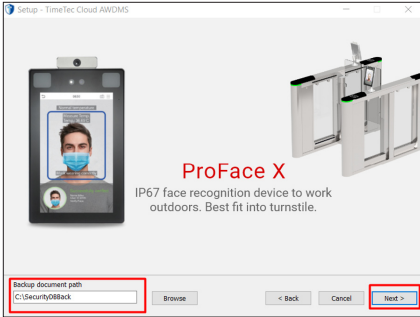 Setup - TimeTec Cloud AWDMS
ProFace X
IP67 face recognition device to work
outdoors. Best fit into turnstile.
Backup document path
C:\SecurityDBBack
Browse
< Back
Cancel
Next >